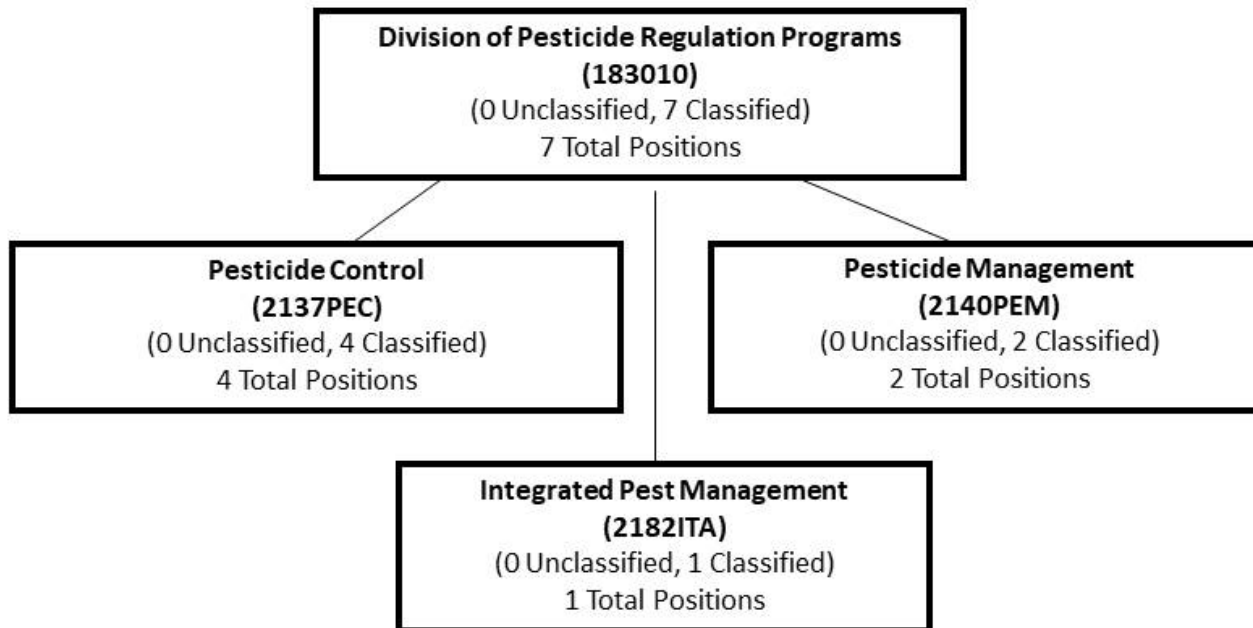 Division of Pesticide Regulation Programs
(183010)
(0 Unclassified, 7 Classified)
7 Total Positions
Pesticide Control
(2137PEC)
(0 Unclassified, 4 Classified)
4 Total Positions
Pesticide Management
(2140PEM)
(0 Unclassified, 2 Classified)
2 Total Positions
Integrated Pest Management
(2182ITA)
(0 Unclassified, 1 Classified)
1 Total Positions